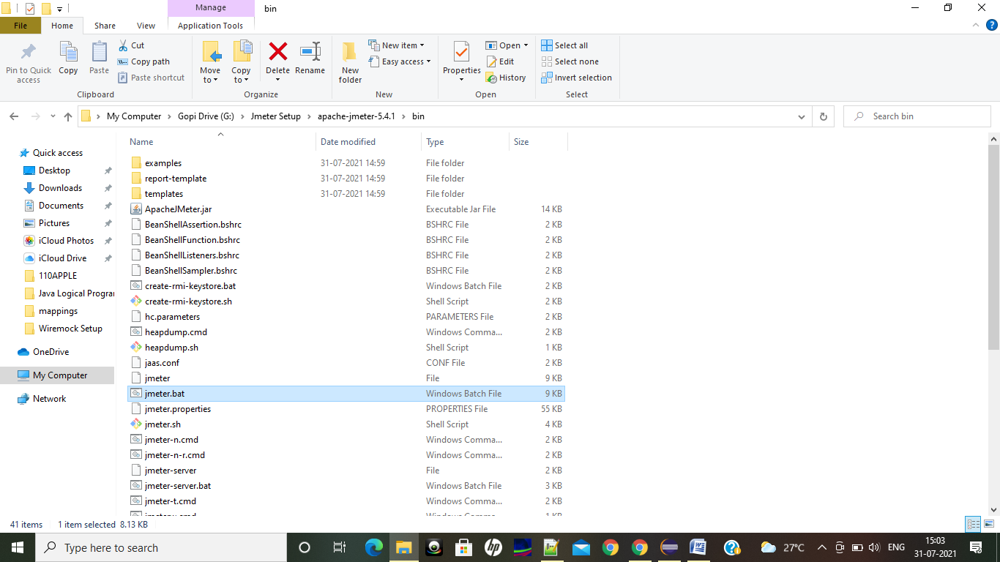 Manage
bin
File
Home
Share
View
Application Tools
Pin to Quick access
Copy
Paste
Cut
Copy path
Paste shortcut
Clipboard
Move to
Copy to
Delete
Rename
Organize
New folder
New item
Easy access
New
Properties
Open
Edit
History
Open
Select all
Select none
Invert selection
Select
My Computer
Gopi Drive (G:)
Jmeter Setup
apache-jmeter-5.4.1
bin
Search bin
Quick access
Desktop
Downloads
Documents
Pictures
iCloud Photos
iCloud Drive
110APPLE
Java Logical Progra
mappings
Wiremock Setup
OneDrive
My Computer
Network
Name Date modified Type Size
examples 31-07-2021 14:59 File folder
report-template 31-07-2021 14:59 File folder
templates 31-07-2021 14:59 File folder
ApacheJMeter.jar Executable Jar File 14 KB
BeanShellAssertion.bshrc BSHRC File 2 KB
BeanShellFunction.bshrc BSHRC File 2 KB
BeanShellListeners.bshrc BSHRC File 2 KB
BeanShellSampler.bshrc BSHRC File 2 KB
create-rmi-keystore.bat Windows Batch File 2 KB
create-rmi-keystore.sh Shell Script 2 KB
hc.parameters PARAMETERS File 2 KB
heapdump.cmd Windows Comma... 2 KB
heapdump.sh Shell Script 1 KB
jaas.conf CONF File 2 KB
jmeter File 9 KB
jmeter.bat Windows Batch File 9 KB
jmeter.properties PROPERTIES File 55 KB
jmeter.sh Shell Script 4 KB
jmeter-n.cmd Windows Comma... 2 KB
jmeter-n-r.cmd Windows Comma... 2 KB
jmeter-server File 2 KB
jmeter-server.bat Windows Batch File 3 KB
jmeter-t.cmd Windows Comma... 2 KB
41 items 1 item selected 8.13 KB
Type here to search
hp
27°C
ENG
15:03
31-07-2021